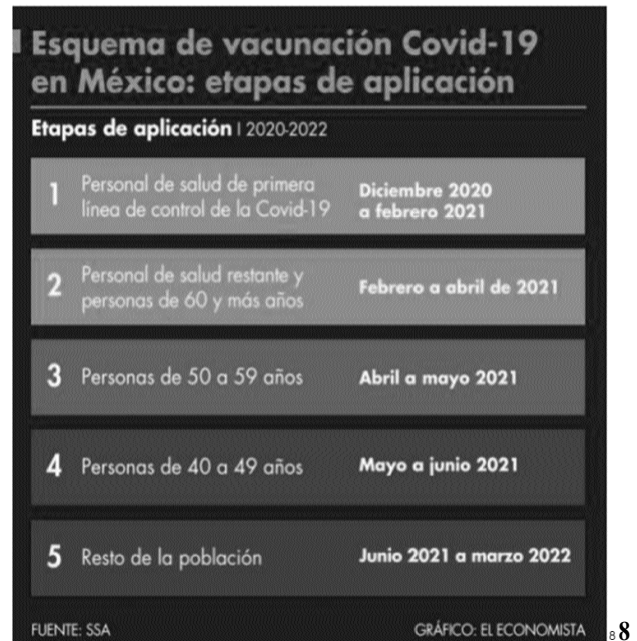 Esquema de vacunación Covid-19
en México: etapas de aplicación
Etapas de aplicación | 2020-2022
1 Personal de salud de primera
línea de control de la Covid-19
Diciembre 2020
a febrero 2021
2 Personal de salud restante y
personas de 60 y más años
Febrero a abril de 2021
3 Personas de 50 a 59 años Abril a mayo 2021
4 Personas de 40 a 49 años Mayo a junio 2021
5 Resto de la población Junio 2021 a marzo 2022
FUENTE: SSA GRÁFICO: EL ECONOMISTA
8 8